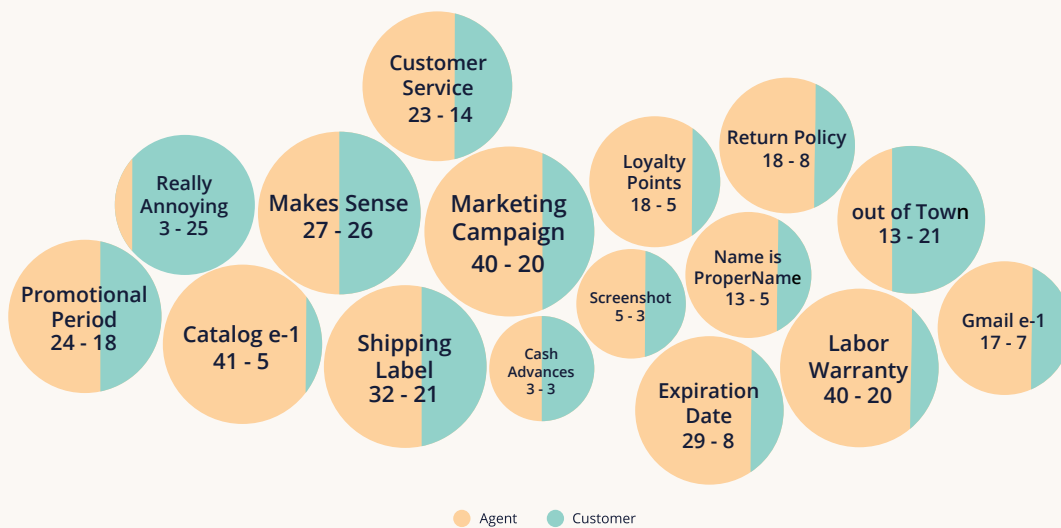 Customer
Service
23 - 14
Really
Annoying
3 - 25
Makes Sense
27 - 26
Marketing
Campaign
40 - 20
Loyalty
Points
18 - 5
Return Policy
18 - 8
out of Town
13 - 21
Promotional
Period
24 - 18
Catalog e-1
41 - 5
Shipping
Label
32 - 21
Cash
Advances
3 - 3
Screenshot
5 - 3
Name is
ProperName
13 - 5
Expiration
Date
29 - 8
Labor
Warranty
40 - 20
Gmail e-1
17 - 7
Agent
Customer